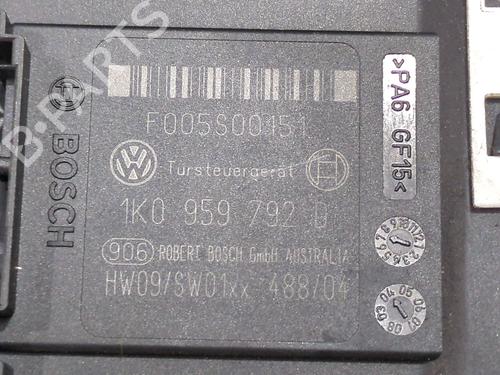 F005S00151
Türsteuergerät
1K0 959 792
906 ROBERT BOSCH GmbH AUSTRALIA
HW09/SW01xx 488/04
BOSCH
>PA6 GF15<
B-PARTS